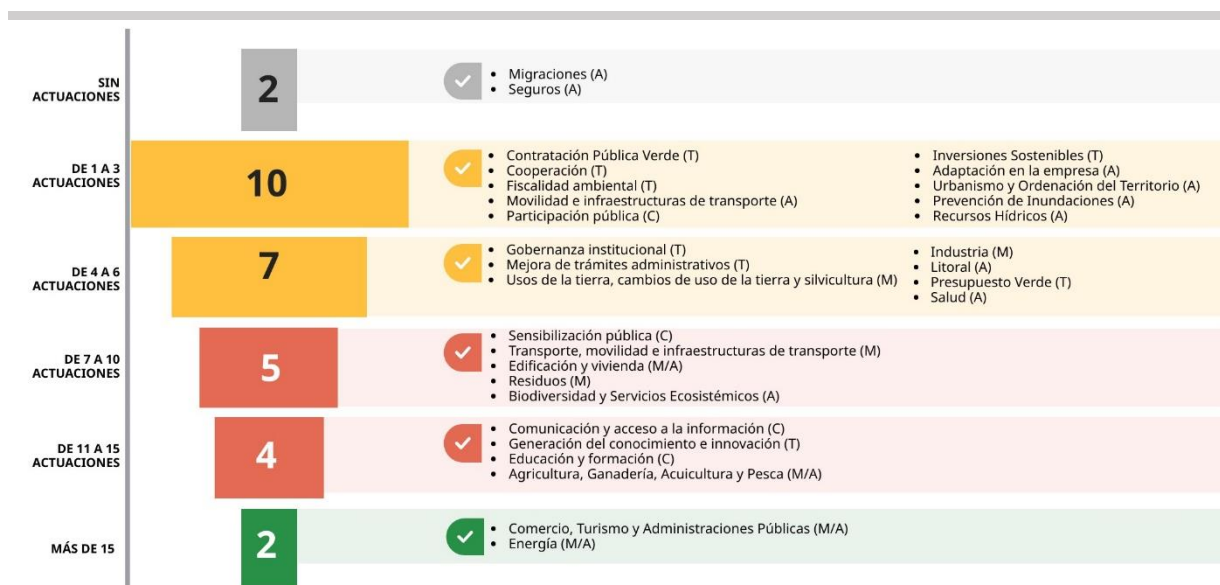 SIN
ACTUACIONES
2
• Migraciones (A)
• Seguros (A)
DE 1 A 3
ACTUACIONES
10
• Contratación Pública Verde (T)
• Cooperación (T)
• Fiscalidad ambiental (T)
• Movilidad e infraestructuras de transporte (A)
• Participación pública (C)
• Inversiones Sostenibles (T)
• Adaptación en la empresa (A)
• Urbanismo y Ordenación del Territorio (A)
• Prevención de Inundaciones (A)
• Recursos Hídricos (A)
DE 4 A 6
ACTUACIONES
7
• Gobernanza institucional (T)
• Mejora de trámites administrativos (T)
• Usos de la tierra, cambios de uso de la tierra y silvicultura (M)
• Industria (M)
• Litoral (A)
• Presupuesto Verde (T)
• Salud (A)
DE 7 A 10
ACTUACIONES
5
• Sensibilización pública (C)
• Transporte, movilidad e infraestructuras de transporte (M)
• Edificación y vivienda (M/A)
• Residuos (M)
• Biodiversidad y Servicios Ecosistémicos (A)
DE 11 A 15
ACTUACIONES
4
• Comunicación y acceso a la información (C)
• Generación del conocimiento e innovación (T)
• Educación y formación (C)
• Agricultura, Ganadería, Acuicultura y Pesca (M/A)
MÁS DE 15
2
• Comercio, Turismo y Administraciones Públicas (M/A)
• Energía (M/A)